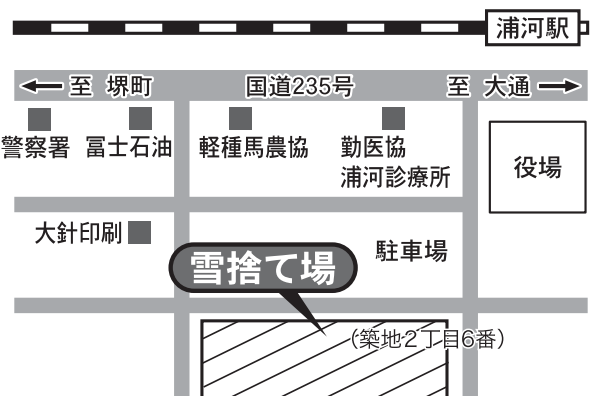 浦河駅
至 堺町
国道235号
至 大通
警察署
冨士石油
軽種馬農協
勤医協
浦河診療所
役場
大針印刷
駐車場
雪捨て場
（築地２丁目6番）